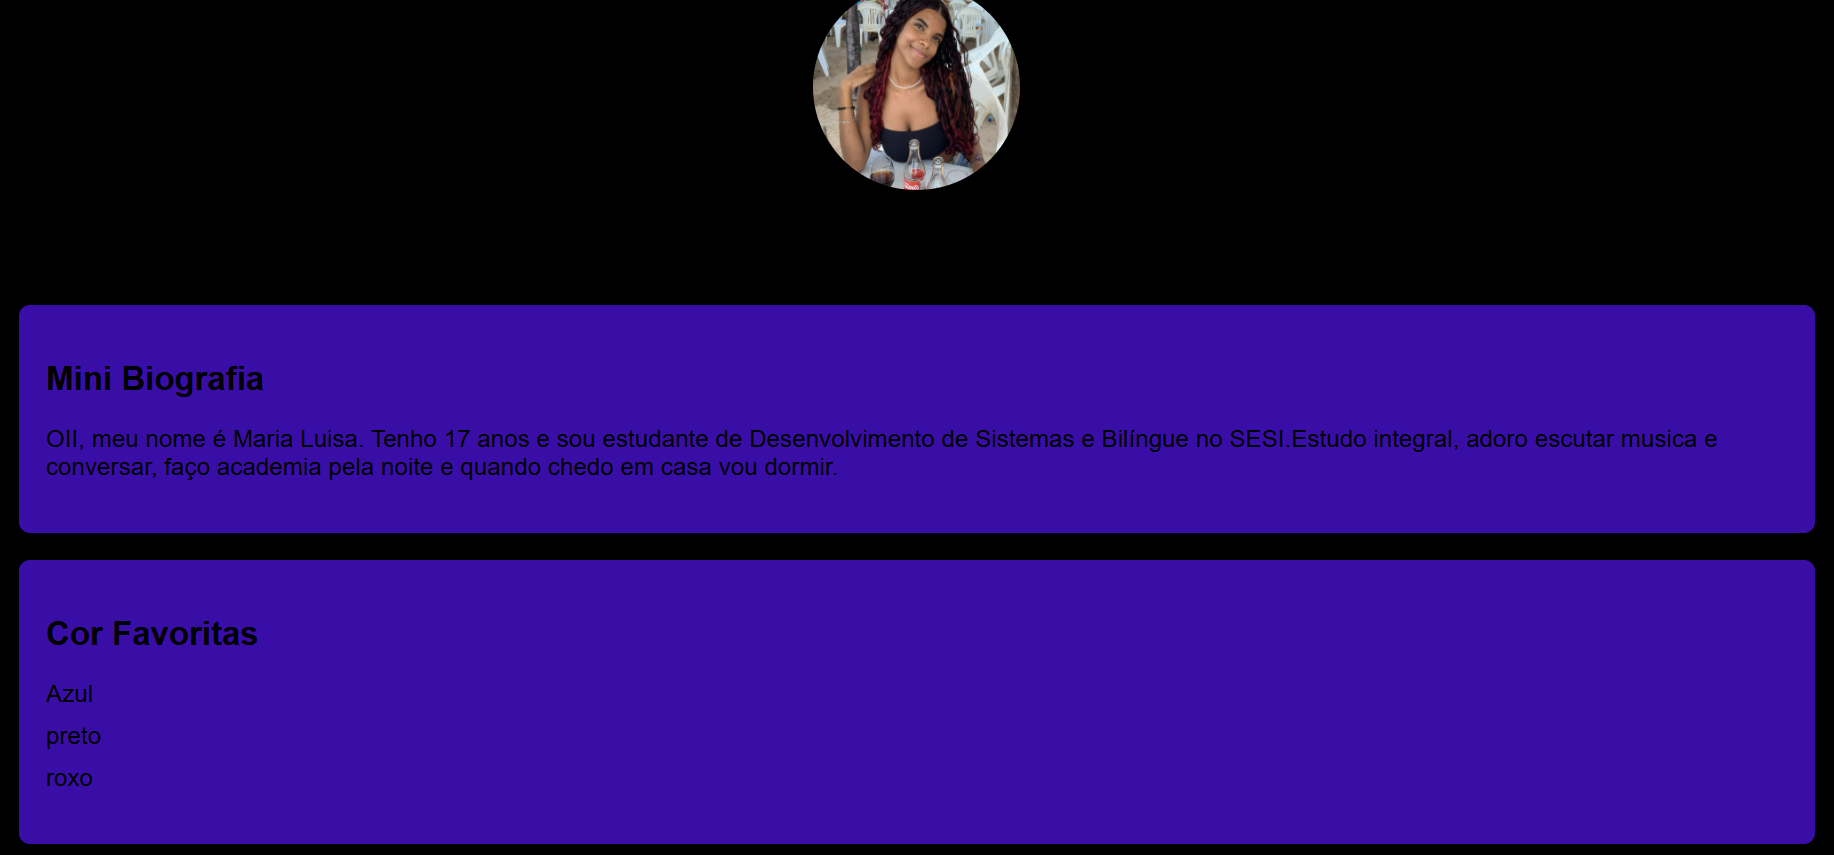 Mini Biografia
OII, meu nome é Maria Luisa. Tenho 17 anos e sou estudante de Desenvolvimento de Sistemas e Bilíngue no SESI.Estudo integral, adoro escutar musica e
conversar, faço academia pela noite e quando chedo em casa vou dormir.
Cor Favoritas
Azul
preto
roxo